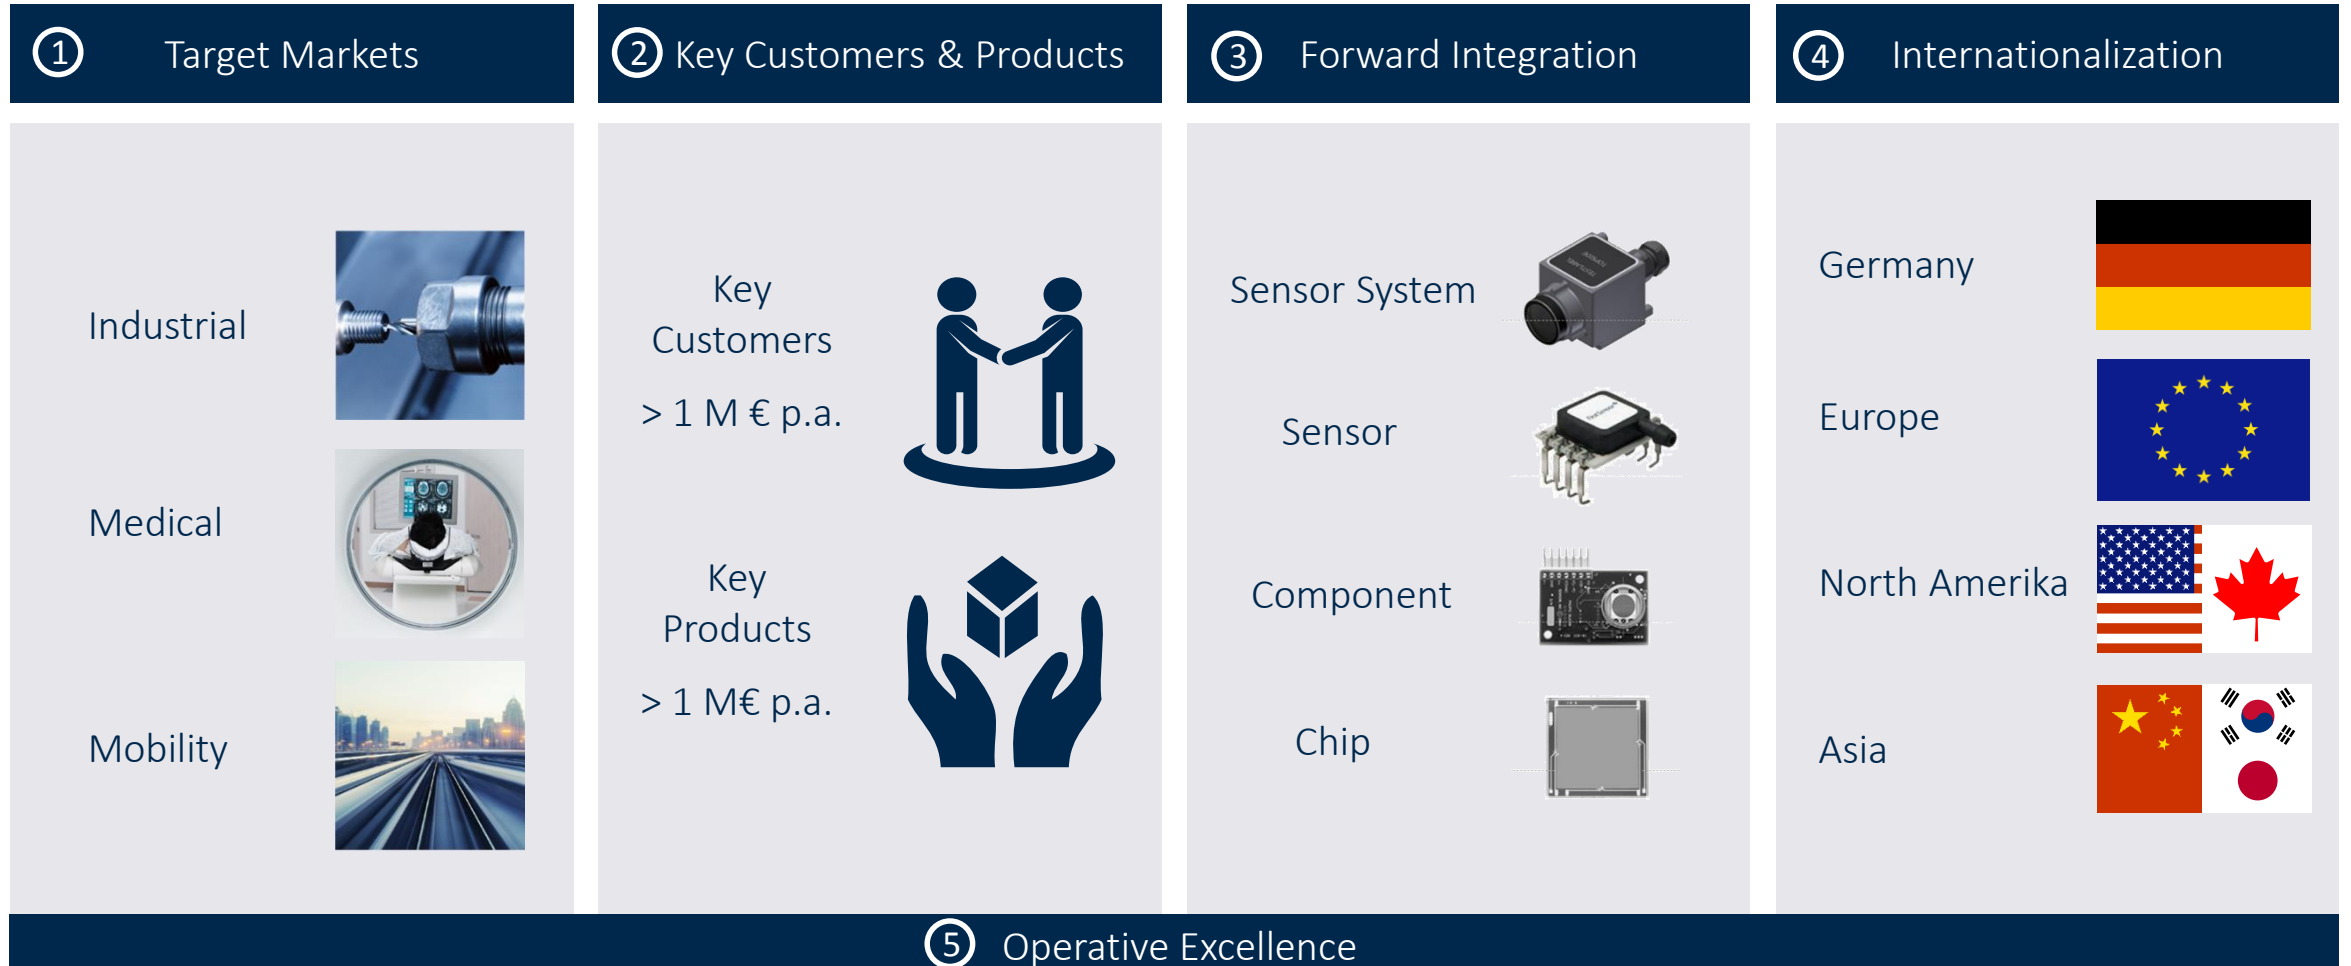 1 Target Markets
Industrial
Medical
Mobility
2 Key Customers & Products
Key
Customers
> 1 M € p.a.
Key
Products
> 1 M€ p.a.
3 Forward Integration
Sensor System
Sensor
Component
Chip
4 Internationalization
Germany
Europe
North Amerika
Asia
5 Operative Excellence